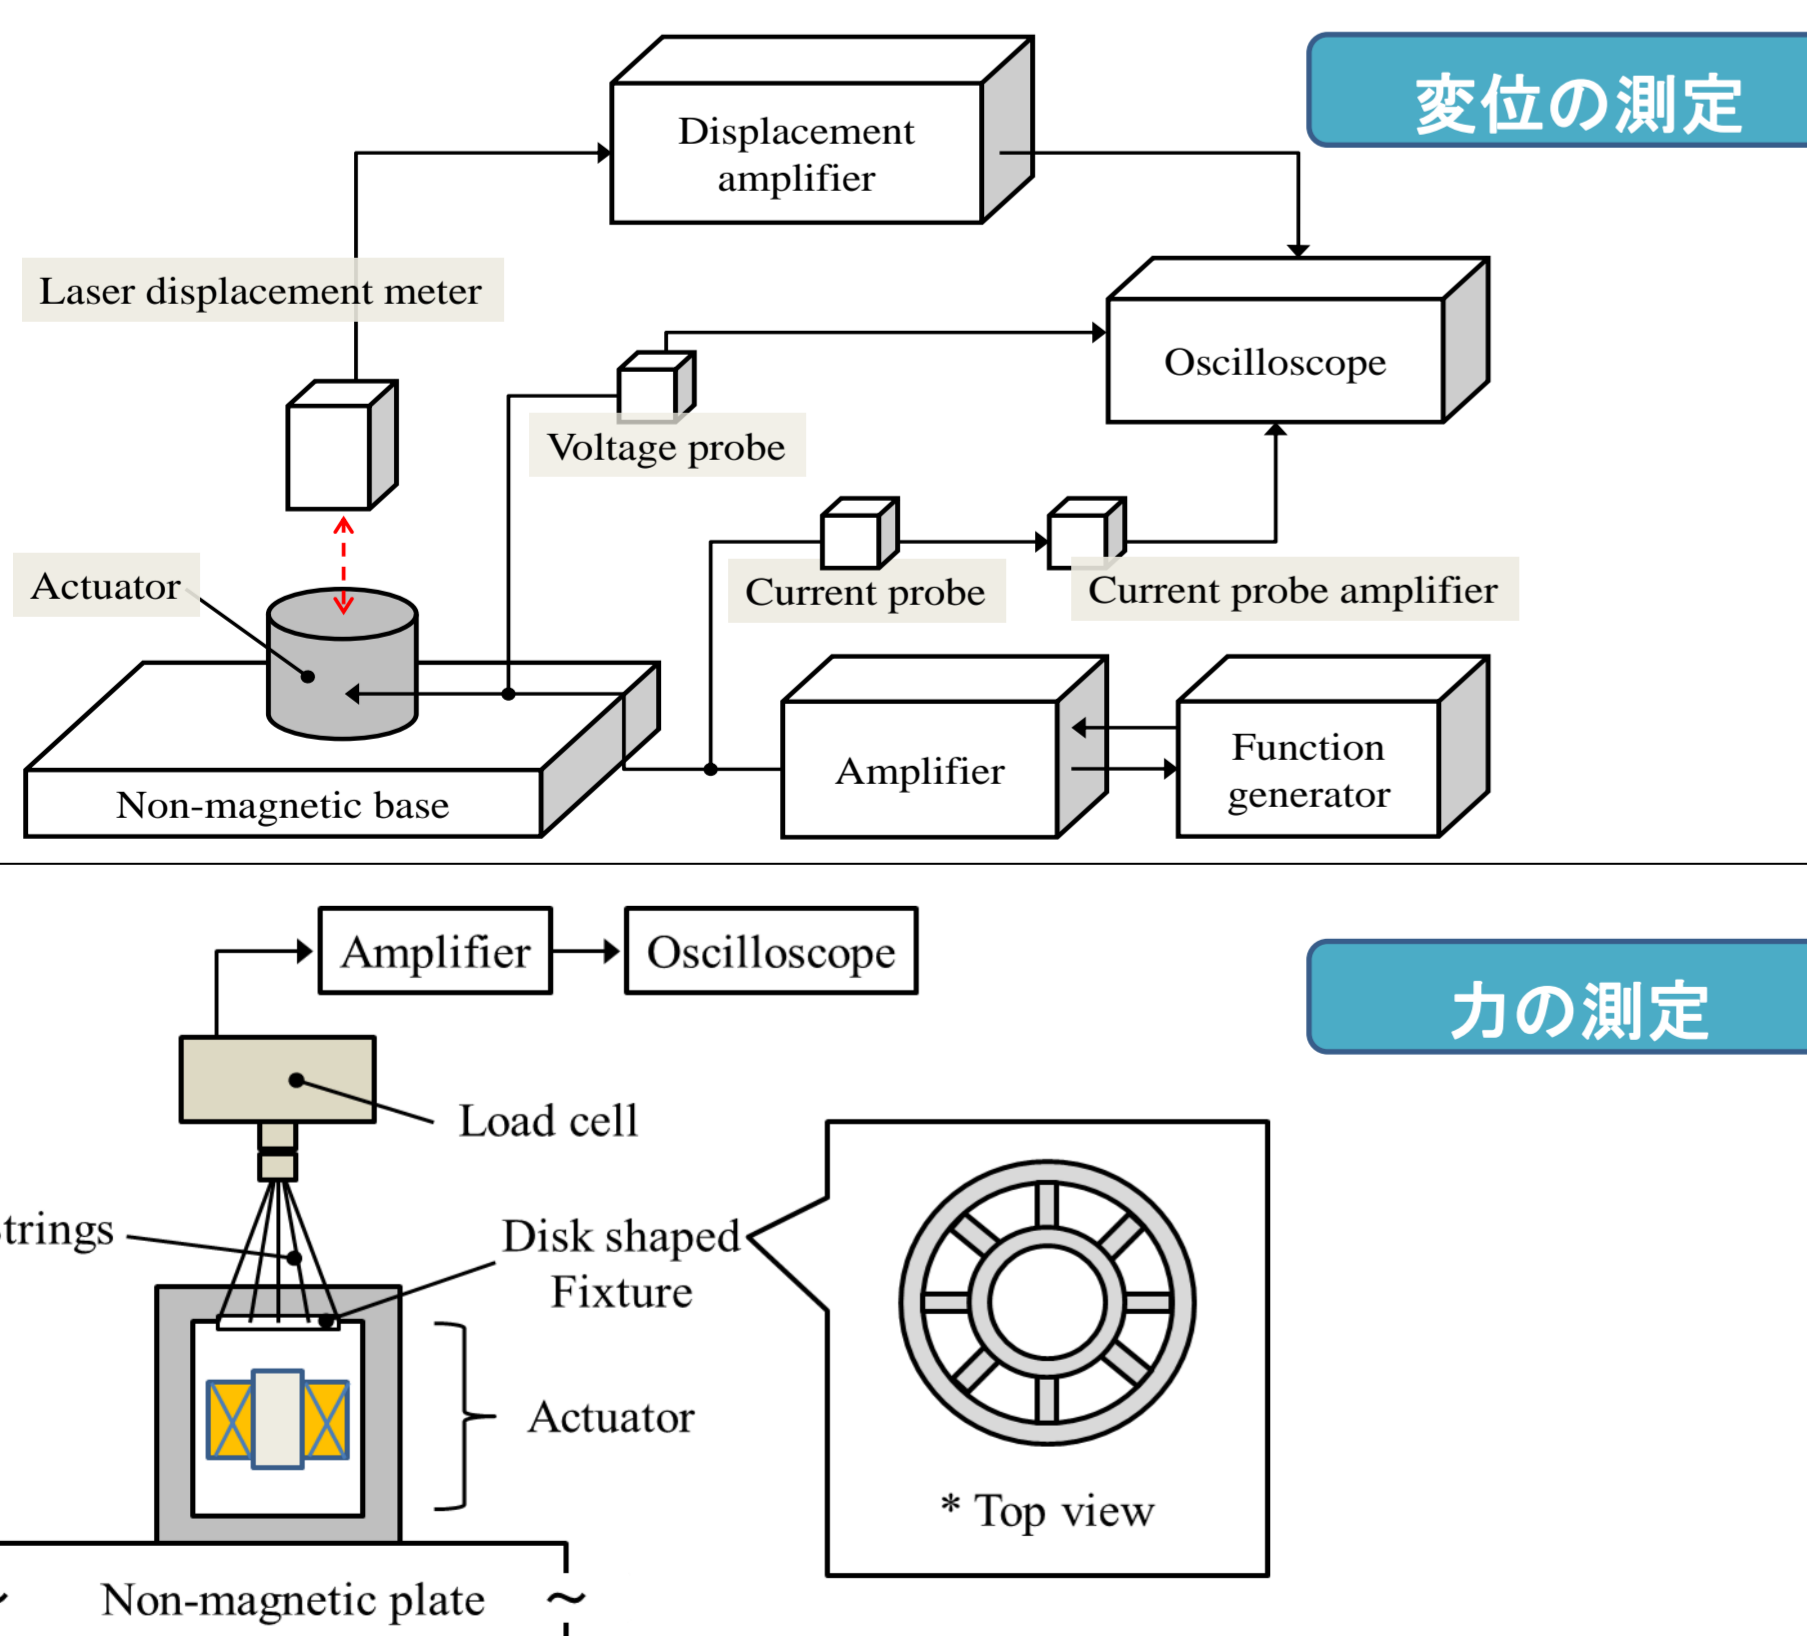 変位の測定
Displacement
amplifier
Laser displacement meter
Oscilloscope
Voltage probe
Actuator
Current probe
Current probe amplifier
Amplifier
Function
generator
Non-magnetic base
力の測定
Amplifier
Oscilloscope
Load cell
trings
Disk shaped
Fixture
Actuator
* Top view
Non-magnetic plate